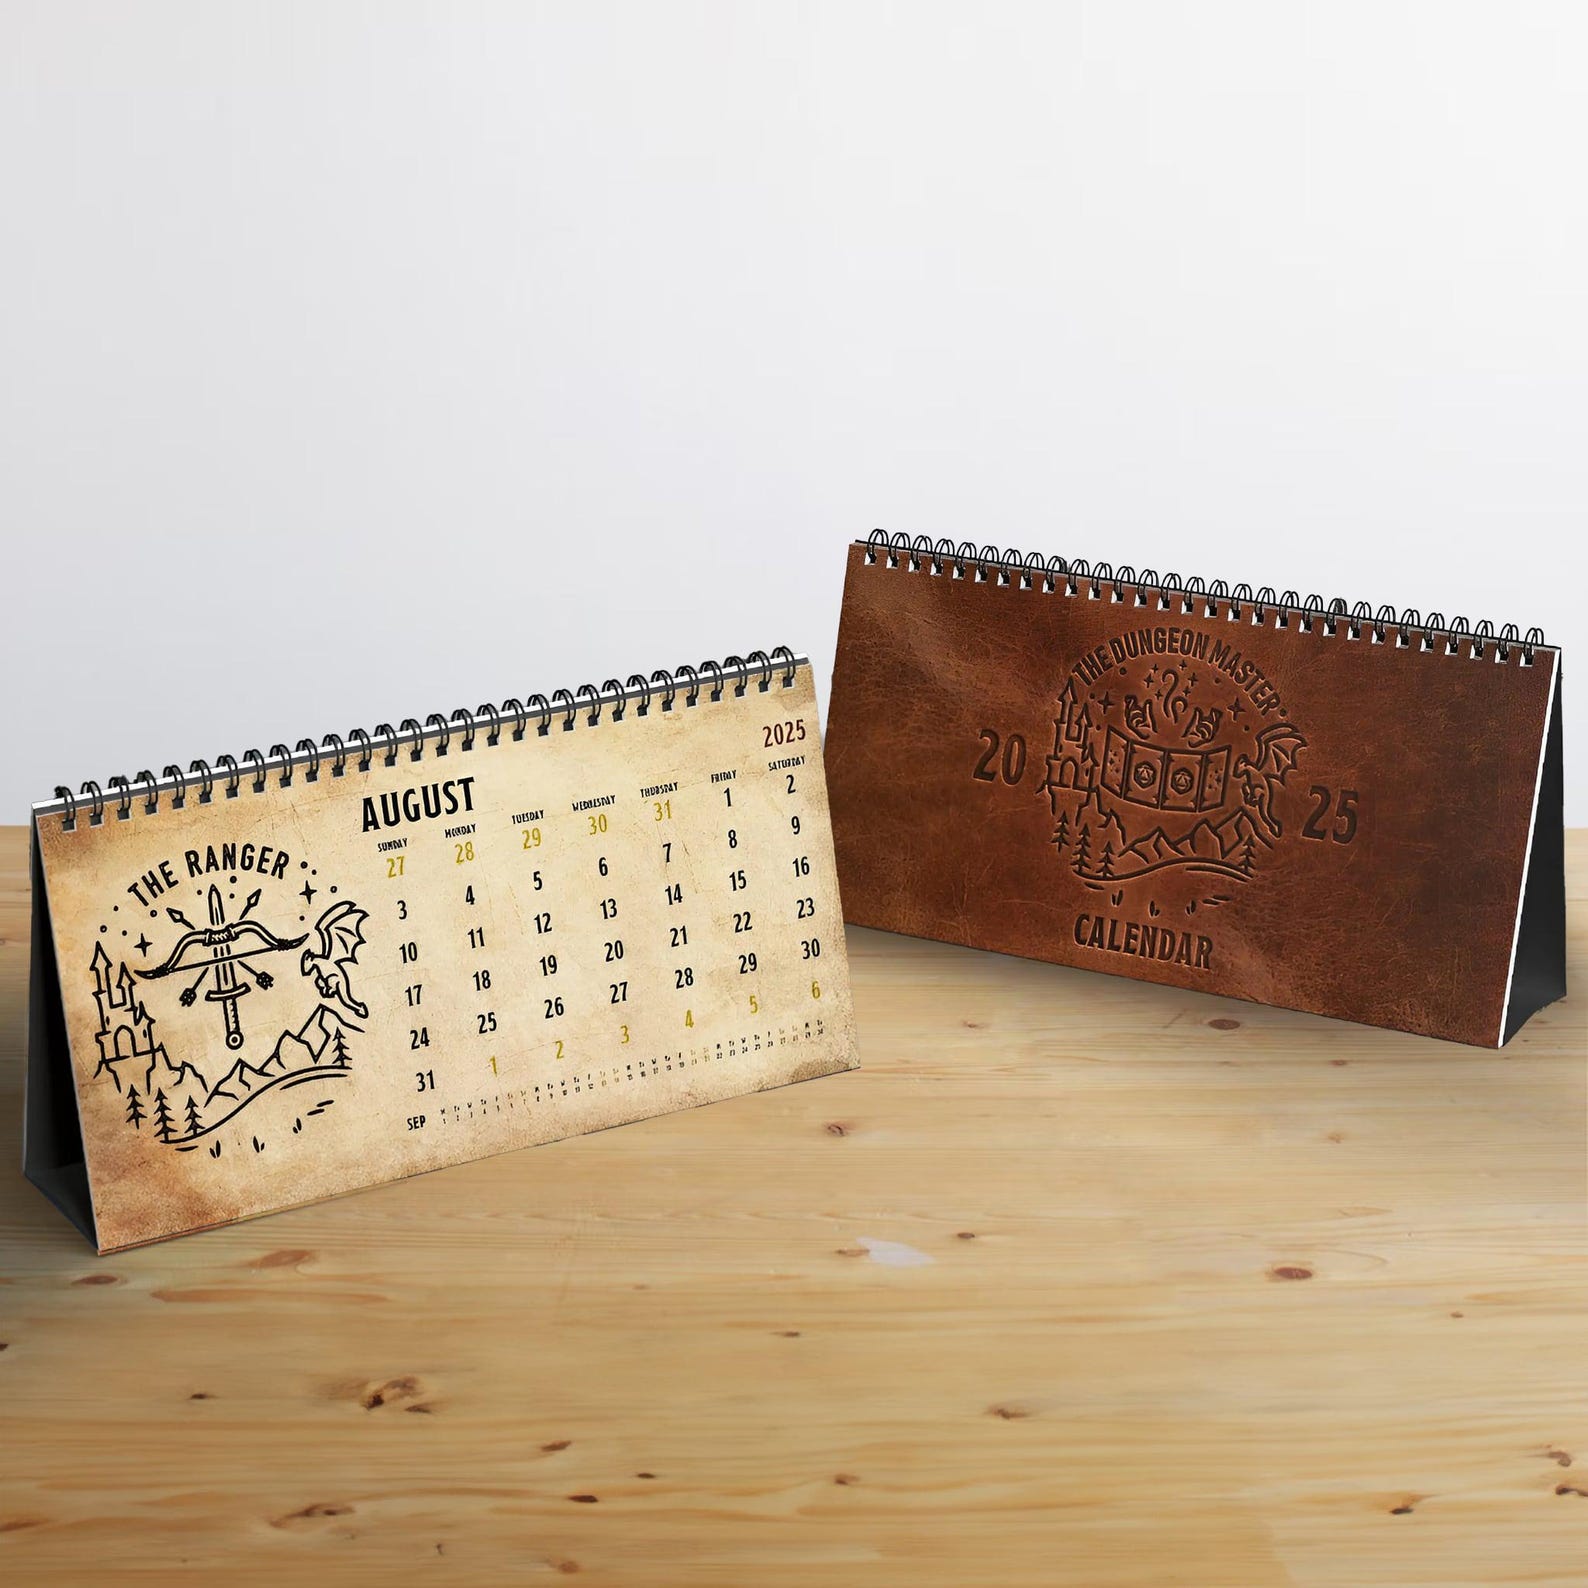 THE RANGER
AUGUST
2025
SUNDAY MONDAY TUESDAY WEDNESDAY THURSDAY FRIDAY SATURDAY
27 28 29 30 31 1 2
3 4 5 6 7 8 9
10 11 12 13 14 15 16
17 18 19 20 21 22 23
24 25 26 27 28 29 30
31 1 2 3 4 5 6
SEP
THE DUNGEON MASTER
20 25
CALENDAR